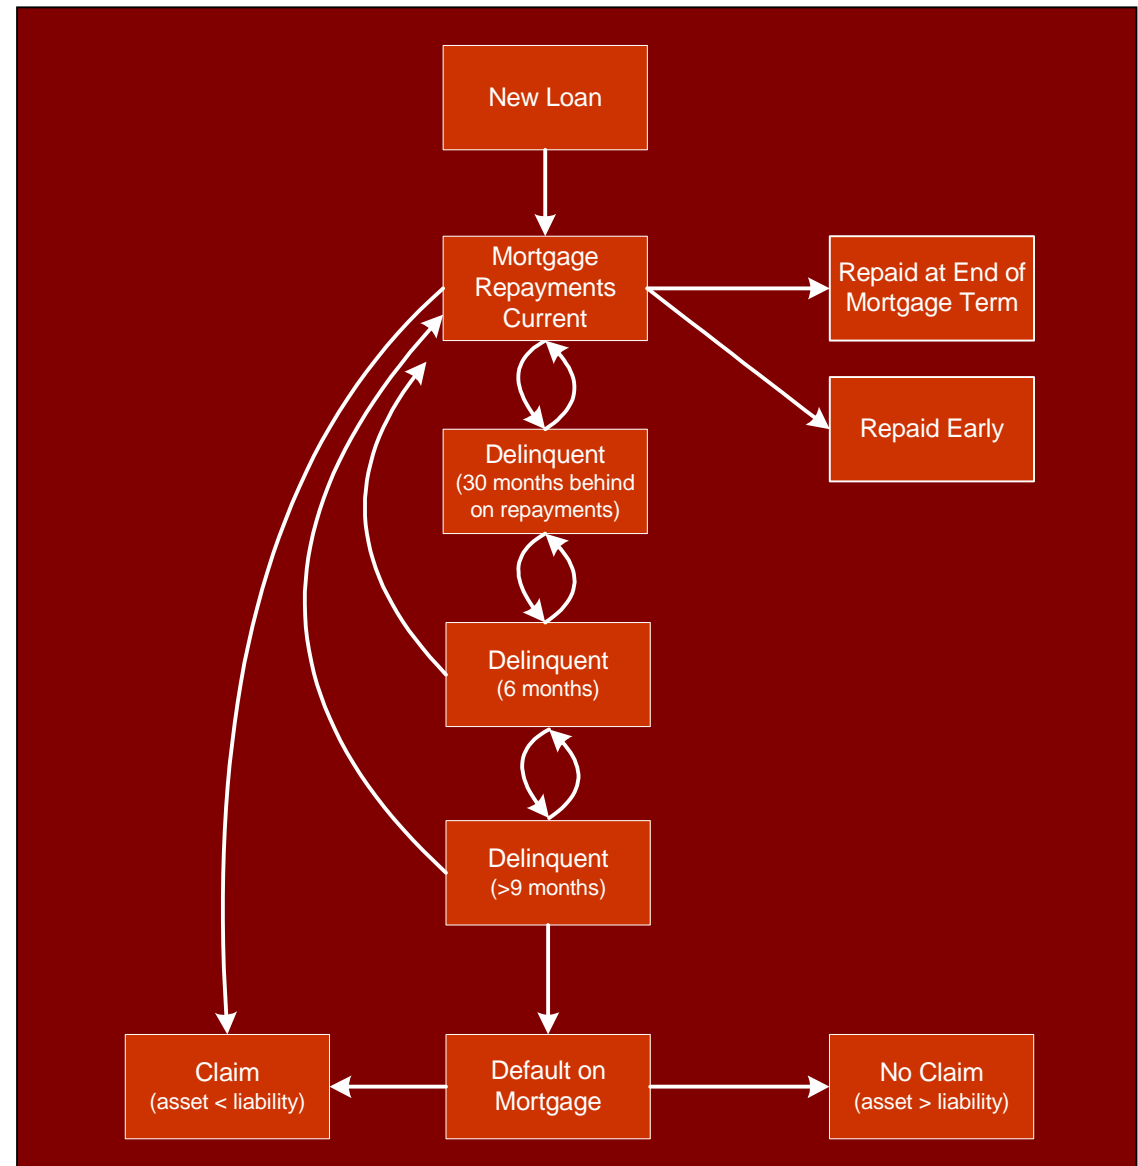 New Loan
Mortgage
Repayments
Current
Repaid at End of
Mortgage Term
Repaid Early
Delinquent
(30 months behind
on repayments)
Delinquent
(6 months)
Delinquent
(>9 months)
Claim
(asset < liability)
Default on
Mortgage
No Claim
(asset > liability)